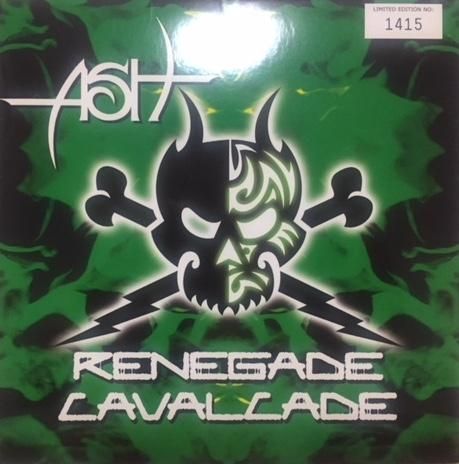 LIMITED EDITION NO:
1415
ASH
RENEGADE
CAVALCADE